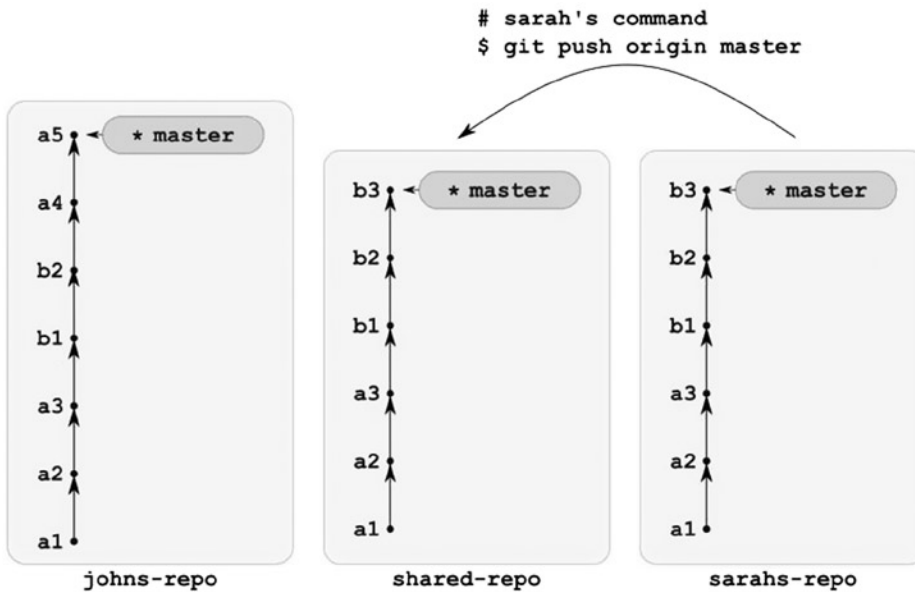 # sarah's command
$ git push origin master
a5 * master
a4
b2
b1
a3
a2
a1
johns-repo
b3 * master
b2
b1
a3
a2
a1
shared-repo
b3 * master
b2
b1
a3
a2
a1
sarahs-repo